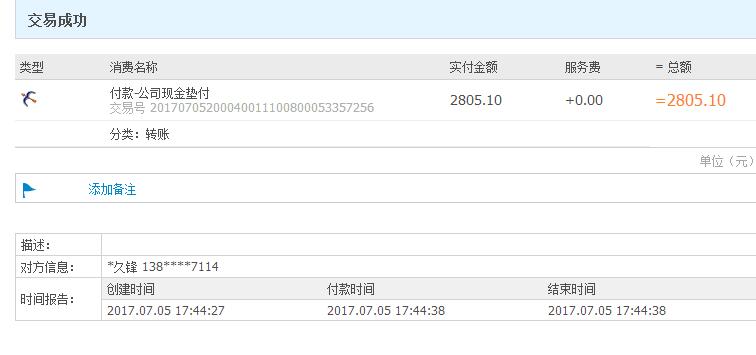 交易成功
类型 消费名称 实付金额 服务费 = 总额
付款-公司现金垫付 2805.10 +0.00 =2805.10
交易号 20170705200040011100800053357256
分类：转账
单位（元）
添加备注
描述：
对方信息： *久锋 138****7114
时间报告： 创建时间 付款时间 结束时间
2017.07.05 17:44:27 2017.07.05 17:44:38 2017.07.05 17:44:38